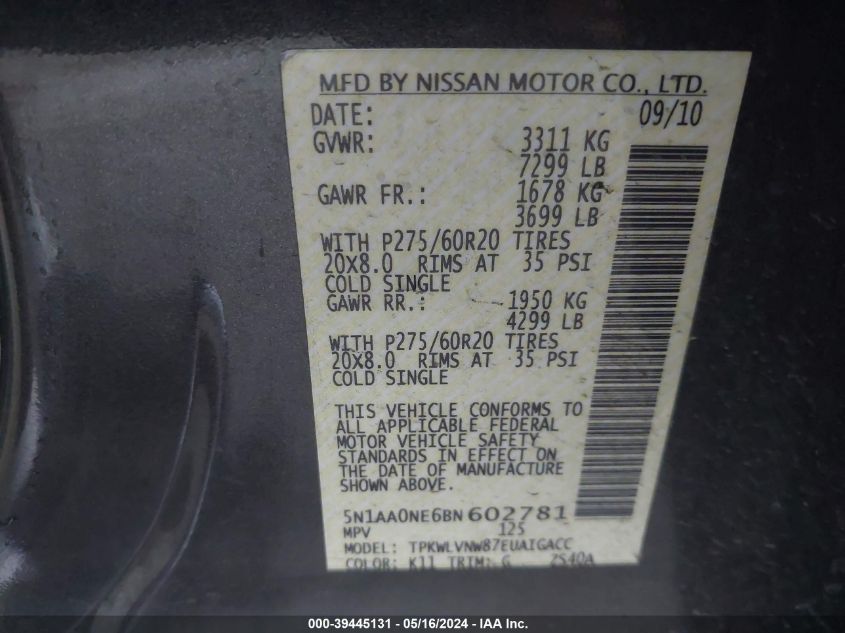 MFD BY NISSAN MOTOR CO., LTD.
DATE: 09/10
GVWR: 3311 KG
7299 LB
GAWR FR.: 1678 KG
3699 LB
WITH P275/60R20 TIRES
20X8.0 RIMS AT 35 PSI
COLD SINGLE
GAWR RR.: 1950 KG
4299 LB
WITH P275/60R20 TIRES
20X8.0 RIMS AT 35 PSI
COLD SINGLE
THIS VEHICLE CONFORMS TO
ALL APPLICABLE FEDERAL
MOTOR VEHICLE SAFETY
STANDARDS IN EFFECT ON
THE DATE OF MANUFACTURE
SHOWN ABOVE.
5N1AA0NE6BN602781
MPV 125
MODEL: TPKWLVNW87EUAIGACC
COLOR: K11 TRIM: G ZS40A
000-39445131 - 05/16/2024 - IAA Inc.